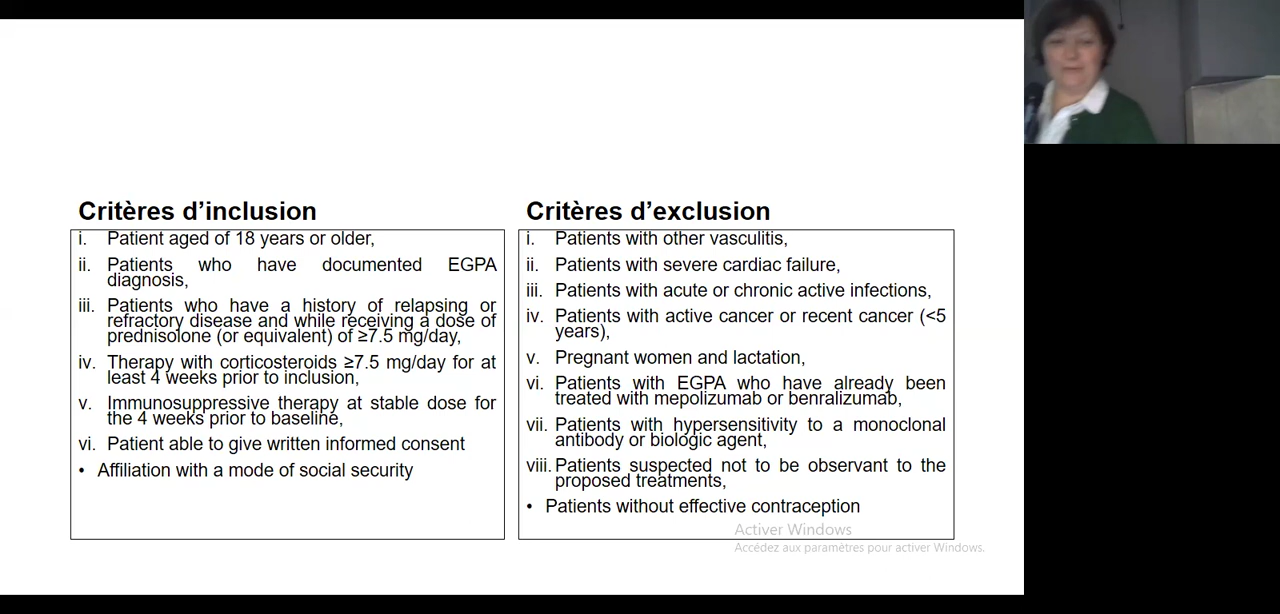 Critères d’inclusion
i. Patient aged of 18 years or older,
ii. Patients who have documented EGPA
diagnosis,
iii. Patients who have a history of relapsing or
refractory disease and while receiving a dose of
prednisolone (or equivalent) of ≥7.5 mg/day,
iv. Therapy with corticosteroids ≥7.5 mg/day for at
least 4 weeks prior to inclusion,
v. Immunosuppressive therapy at stable dose for
the 4 weeks prior to baseline,
vi. Patient able to give written informed consent
• Affiliation with a mode of social security
Critères d’exclusion
i. Patients with other vasculitis,
ii. Patients with severe cardiac failure,
iii. Patients with acute or chronic active infections,
iv. Patients with active cancer or recent cancer (<5
years),
v. Pregnant women and lactation,
vi. Patients with EGPA who have already been
treated with mepolizumab or benralizumab,
vii. Patients with hypersensitivity to a monoclonal
antibody or biologic agent,
viii. Patients suspected not to be observant to the
proposed treatments,
• Patients without effective contraception
Activer Windows
Accédez aux paramètres pour activer Windows.